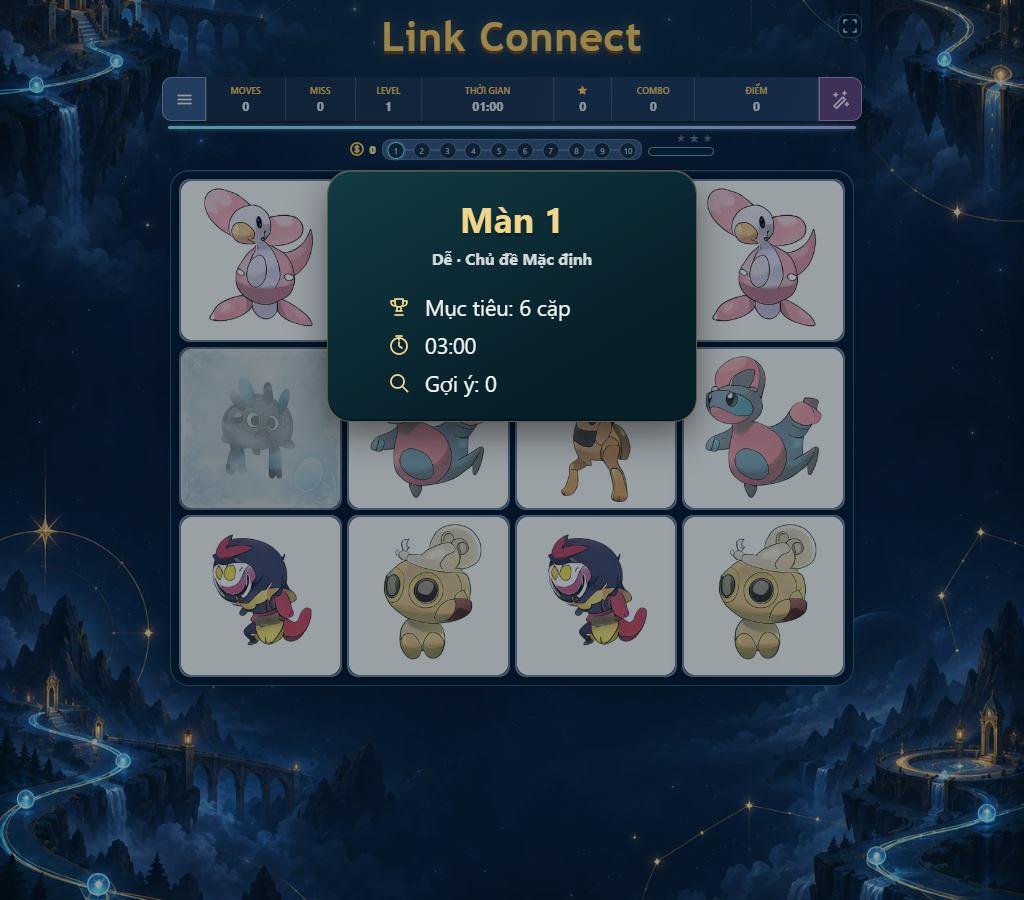 Link Connect
MOVES
0
MISS
0
LEVEL
1
THỜI GIAN
01:00
0
COMBO
0
ĐIỂM
0
0
1 2 3 4 5 6 7 8 9 10
Màn 1
Dễ · Chủ đề Mặc định
Mục tiêu: 6 cặp
03:00
Gợi ý: 0